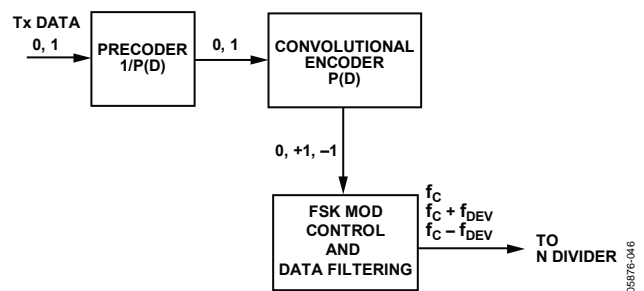 Tx DATA
0, 1
PRECODER
1/P(D)
0, 1
CONVOLUTIONAL
ENCODER
P(D)
0, +1, –1
FSK MOD
CONTROL
AND
DATA FILTERING
fC
fC + fDEV
fC – fDEV
TO
N DIVIDER
05876-046